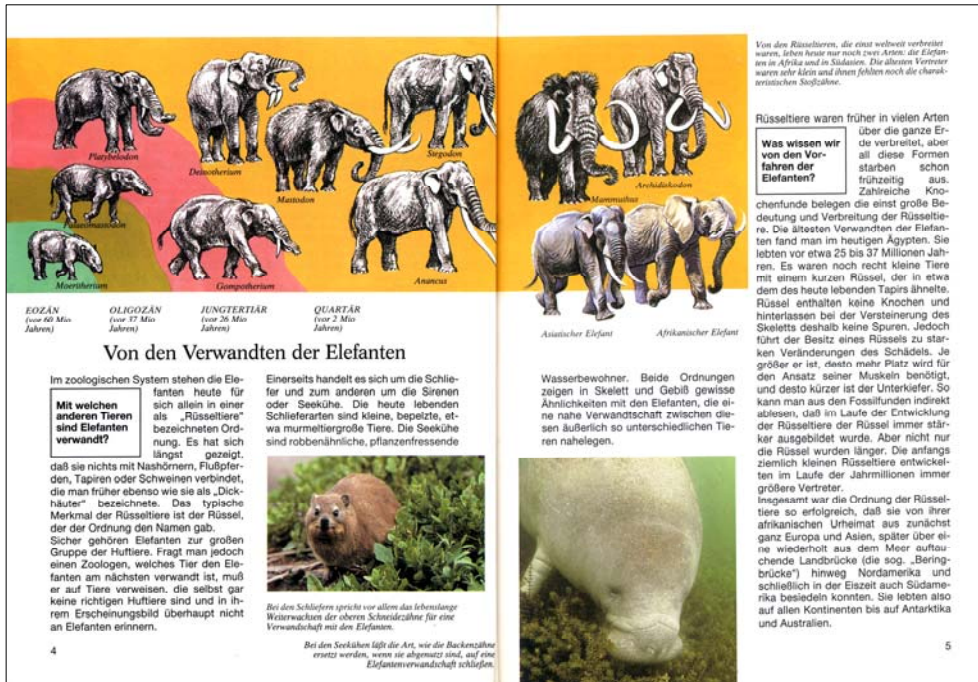 Platybelodon
Deinotherium
Stegodon
Palaeomastodon
Mastodon
Moeritherium
Gompotherium
Anancus
Mammuthus
Archidiskodon
Asiatischer Elefant
Afrikanischer Elefant
EOZÄN
(vor 60 Mio
Jahren)
OLIGOZÄN
(vor 37 Mio
Jahren)
JUNGTERTIÄR
(vor 26 Mio
Jahren)
QUARTÄR
(vor 2 Mio
Jahren)
Von den Verwandten der Elefanten
Im zoologischen System stehen die Ele-
Mit welchen
anderen Tieren
sind Elefanten
verwandt?
fanten heute für
sich allein in einer
als „Rüsseltiere"
bezeichneten Ord-
nung. Es hat sich
längst gezeigt,
daß sie nichts mit Nashörnern, Flußpfer-
den, Tapiren oder Schweinen verbindet,
die man früher ebenso wie sie als „Dick-
häuter" bezeichnete. Das typische
Merkmal der Rüsseltiere ist der Rüssel,
der der Ordnung den Namen gab.
Sicher gehören Elefanten zur großen
Gruppe der Huftiere. Fragt man jedoch
einen Zoologen, welches Tier den Ele-
fanten am nächsten verwandt ist, muß
er auf Tiere verweisen, die selbst gar
keine richtigen Huftiere sind und in ih-
rem Erscheinungsbild überhaupt nicht
an Elefanten erinnern.
4
Einerseits handelt es sich um die Schlie-
fer und zum anderen um die Sirenen
oder Seekühe. Die heute lebenden
Schlieferarten sind kleine, bepelzte, et-
wa murmeltiergroße Tiere. Die Seekühe
sind robbenähnliche, pflanzenfressende
Bei den Schliefern spricht vor allem das lebenslange
Weiterwachsen der oberen Schneidezähne für eine
Verwandtschaft mit den Elefanten.
Bei den Seekühen läßt die Art, wie die Backenzähne
ersetzt werden, wenn sie abgenutzt sind, auf eine
Elefantenverwandtschaft schließen.
Wasserbewohner. Beide Ordnungen
zeigen in Skelett und Gebiß gewisse
Ähnlichkeiten mit den Elefanten, die ei-
ne nahe Verwandtschaft zwischen die-
sen äußerlich so unterschiedlichen Tie-
ren nahelegen.
Von den Rüsseltieren, die einst weltweit verbreitet
waren, leben heute nur noch zwei Arten: die Elefan-
ten in Afrika und in Südasien. Die ältesten Vertreter
waren sehr klein und ihnen fehlten noch die charak-
teristischen Stoßzähne.
Rüsseltiere waren früher in vielen Arten
Was wissen wir
von den Vor-
fahren der
Elefanten?
über die ganze Er-
de verbreitet, aber
all diese Formen
starben schon
frühzeitig aus.
Zahlreiche Kno-
chenfunde belegen die einst große Be-
deutung und Verbreitung der Rüsseltie-
re. Die ältesten Verwandten der Elefan-
ten fand man im heutigen Ägypten. Sie
lebten vor etwa 25 bis 37 Millionen Jah-
ren. Es waren noch recht kleine Tiere
mit einem kurzen Rüssel, der in etwa
dem des heute lebenden Tapirs ähnelte.
Rüssel enthalten keine Knochen und
hinterlassen bei der Versteinerung des
Skeletts deshalb keine Spuren. Jedoch
führt der Besitz eines Rüssels zu star-
ken Veränderungen des Schädels. Je
größer er ist, desto mehr Platz wird für
den Ansatz seiner Muskeln benötigt,
und desto kürzer ist der Unterkiefer. So
kann man aus den Fossilfunden indirekt
ablesen, daß im Laufe der Entwicklung
der Rüsseltiere der Rüssel immer stär-
ker ausgebildet wurde. Aber nicht nur
die Rüssel wurden länger. Die anfangs
ziemlich kleinen Rüsseltiere entwickel-
ten im Laufe der Jahrmillionen immer
größere Vertreter.
Insgesamt war die Ordnung der Rüssel-
tiere so erfolgreich, daß sie von ihrer
afrikanischen Urheimat aus zunächst
ganz Europa und Asien, später über ei-
ne wiederholt aus dem Meer auftau-
chende Landbrücke (die sog. „Bering-
brücke") hinweg Nordamerika und
schließlich in der Eiszeit auch Südame-
rika besiedeln konnten. Sie lebten also
auf allen Kontinenten bis auf Antarktika
und Australien.
5